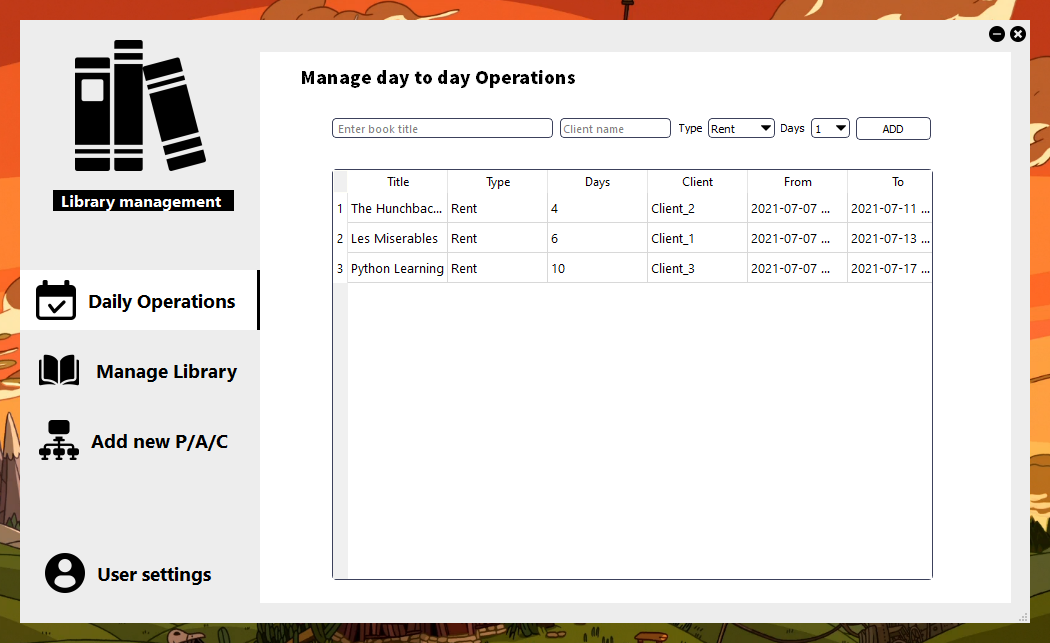 Library management
Daily Operations
Manage Library
Add new P/A/C
User settings
Manage day to day Operations
Enter book title Client name Type Rent Days 1 ADD
Title Type Days Client From To
1 The Hunchbac... Rent 4 Client_2 2021-07-07 ... 2021-07-11 ...
2 Les Miserables Rent 6 Client_1 2021-07-07 ... 2021-07-13 ...
3 Python Learning Rent 10 Client_3 2021-07-07 ... 2021-07-17 ...